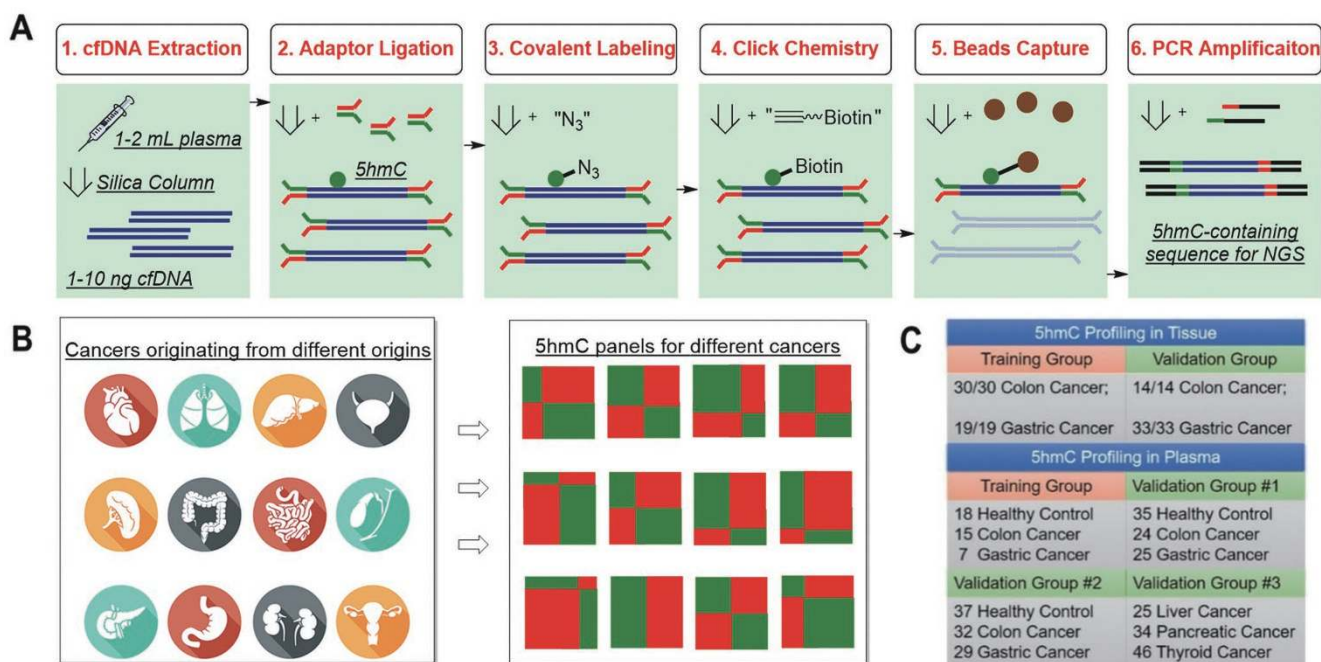 A
1. cfDNA Extraction
2. Adaptor Ligation
3. Covalent Labeling
4. Click Chemistry
5. Beads Capture
6. PCR Amplificaiton
1-2 mL plasma
Silica Column
1-10 ng cfDNA
+
5hmC
+ "N₃"
N₃
+ " Biotin"
Biotin
+
+
5hmC-containing
sequence for NGS
B
Cancers originating from different origins
5hmC panels for different cancers
C
5hmC Profiling in Tissue
Training Group Validation Group
30/30 Colon Cancer; 14/14 Colon Cancer;
19/19 Gastric Cancer 33/33 Gastric Cancer
5hmC Profiling in Plasma
Training Group Validation Group #1
18 Healthy Control 35 Healthy Control
15 Colon Cancer 24 Colon Cancer
7 Gastric Cancer 25 Gastric Cancer
Validation Group #2 Validation Group #3
37 Healthy Control 25 Liver Cancer
32 Colon Cancer 34 Pancreatic Cancer
29 Gastric Cancer 46 Thyroid Cancer